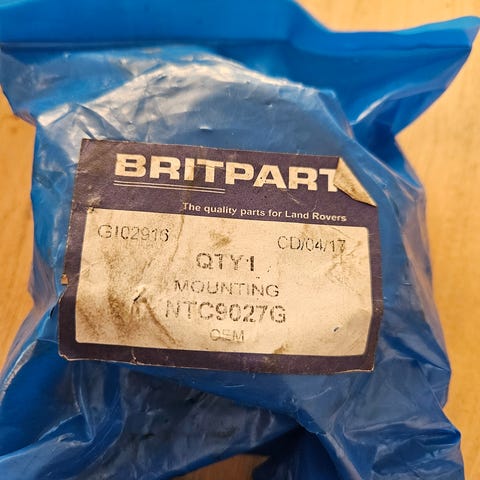 BRITPART
The quality parts for Land Rovers
GI02916 CD/04/17
QTY1
MOUNTING
NTC9027G
OEM